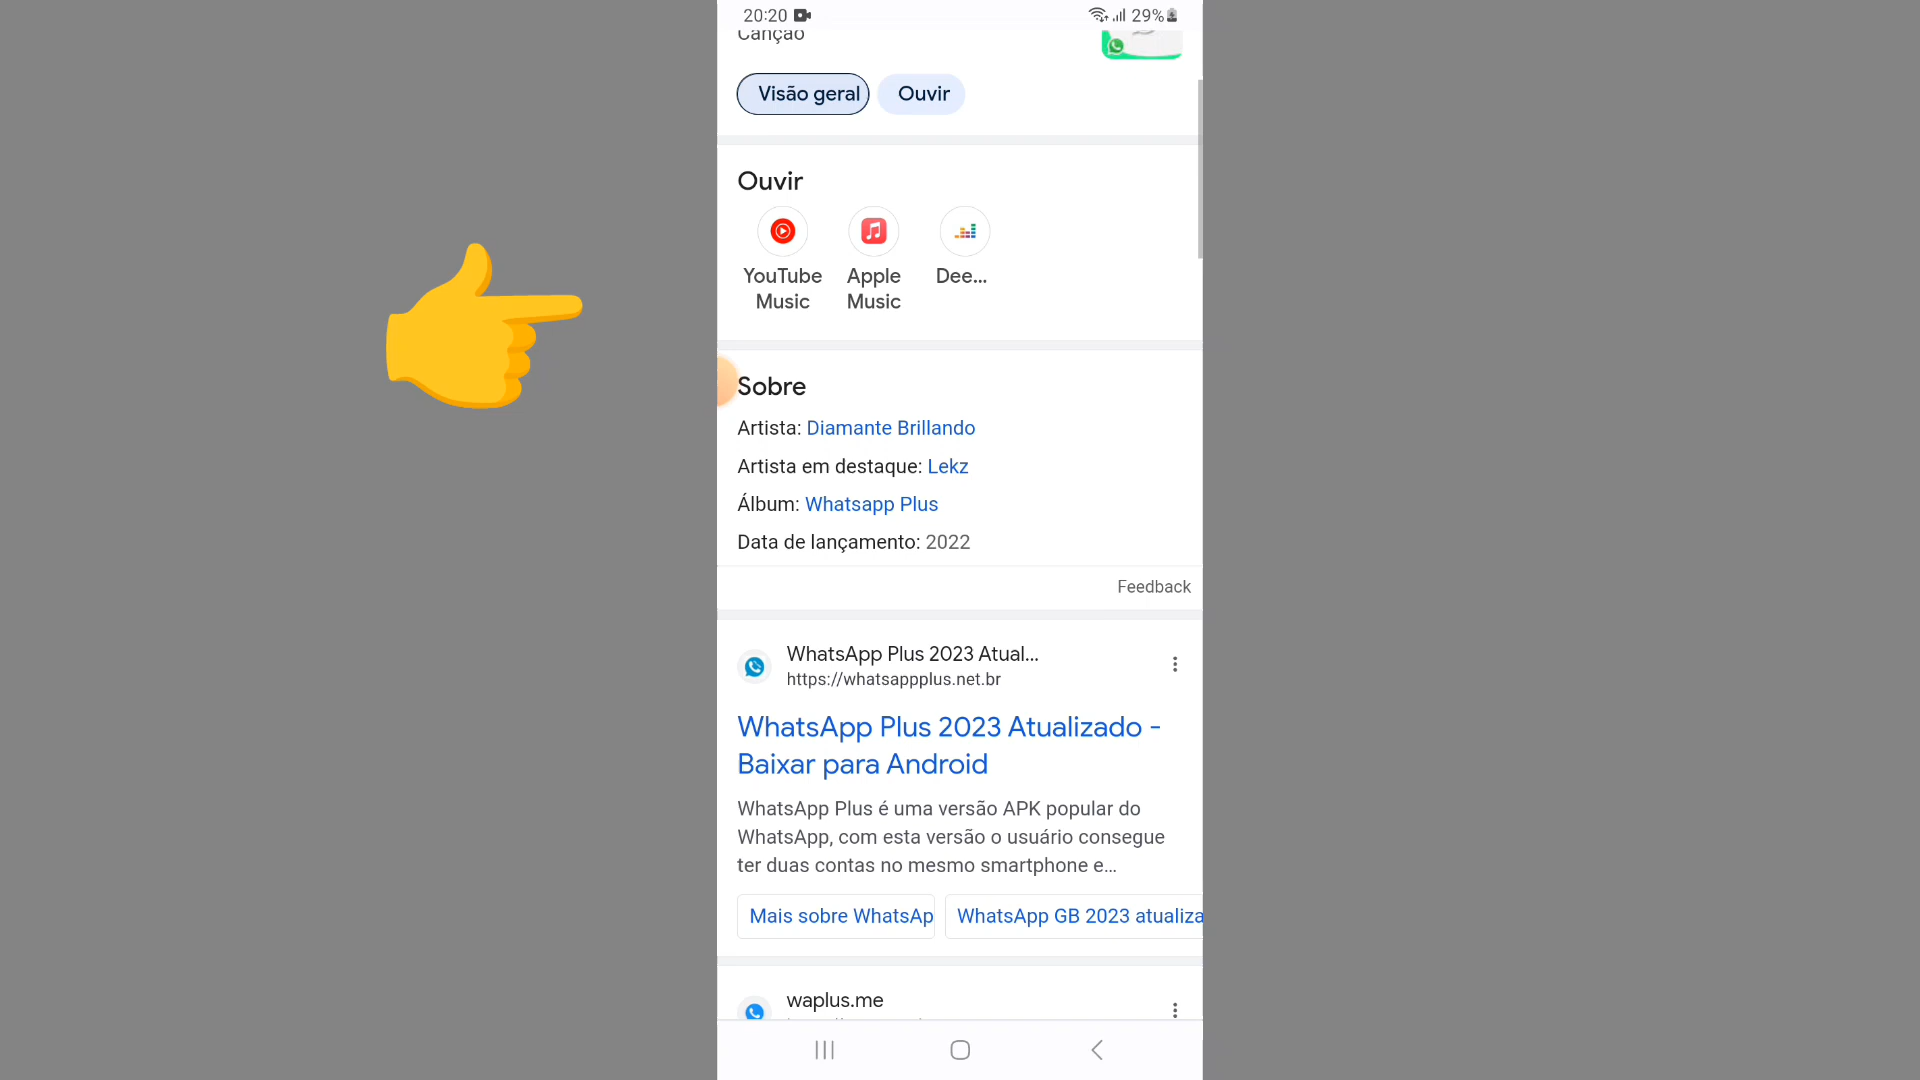 20:20
29%
Canção
Visão geral
Ouvir
Ouvir
YouTube Music
Apple Music
Dee...
Sobre
Artista: Diamante Brillando
Artista em destaque: Lekz
Álbum: Whatsapp Plus
Data de lançamento: 2022
Feedback
WhatsApp Plus 2023 Atual...
https://whatsappplus.net.br
WhatsApp Plus 2023 Atualizado -
Baixar para Android
WhatsApp Plus é uma versão APK popular do
WhatsApp, com esta versão o usuário consegue
ter duas contas no mesmo smartphone e...
Mais sobre WhatsAp
WhatsApp GB 2023 atualiza
waplus.me